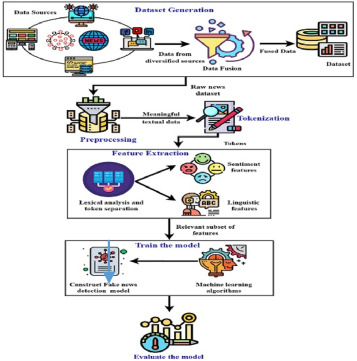 Dataset Generation
Data Sources
NEWS
Data from
diversified sources
Data Fusion
Fused Data
Dataset
Raw news
dataset
Meaningful
textual data
Preprocessing
Tokenization
Tokens
Feature Extraction
Sentiment
features
Lexical analysis and
token separation
ABC
Linguistic
features
Relevant subset of
features
Train the model
Construct Fake news
detection model
Machine learning
algorithms
Evaluate the model